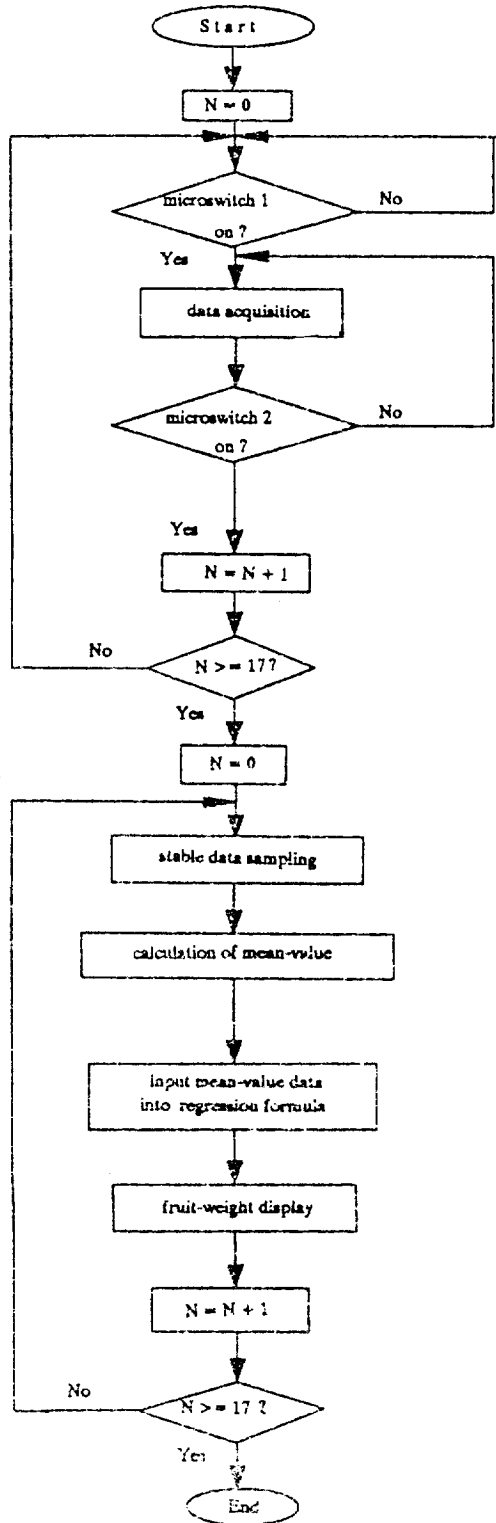 Start
N = 0
microswitch 1
on ?
No
Yes
data acquisition
microswitch 2
on ?
No
Yes
N = N + 1
N >= 17?
No
Yes
N = 0
stable data sampling
calculation of mean-value
input mean-value data
into regression formula
fruit-weight display
N = N + 1
N >= 17 ?
No
Yes
End